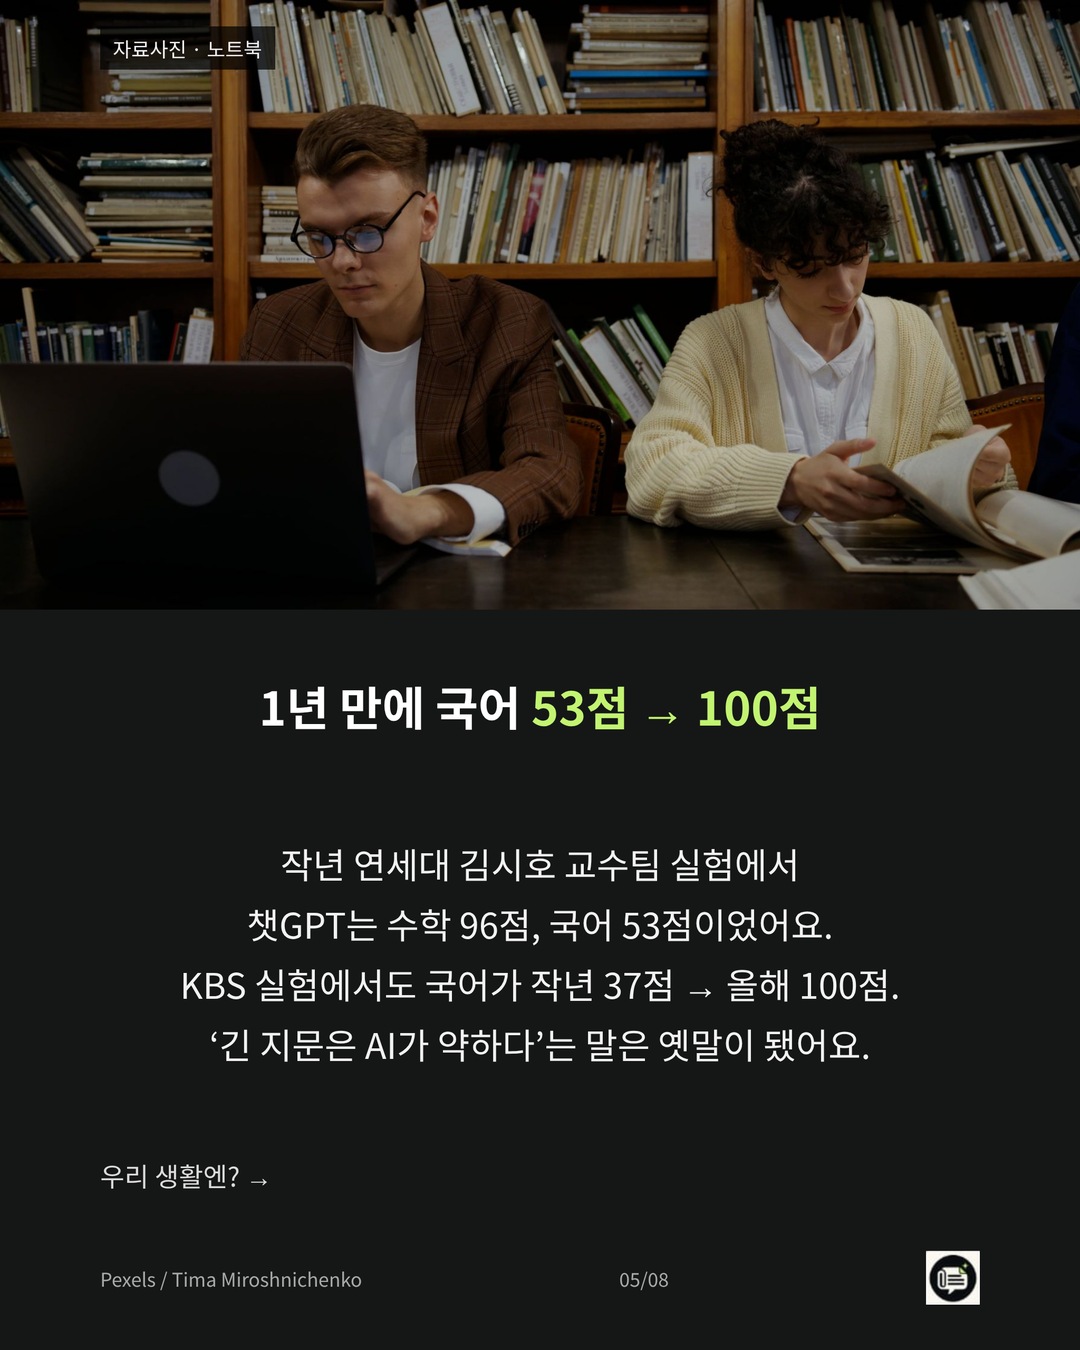 자료사진 · 노트북
1년 만에 국어 53점 → 100점
작년 연세대 김시호 교수팀 실험에서
챗GPT는 수학 96점, 국어 53점이었어요.
KBS 실험에서도 국어가 작년 37점 → 올해 100점.
‘긴 지문은 AI가 약하다’는 말은 옛말이 됐어요.
우리 생활엔? →
Pexels / Tima Miroshnichenko
05/08